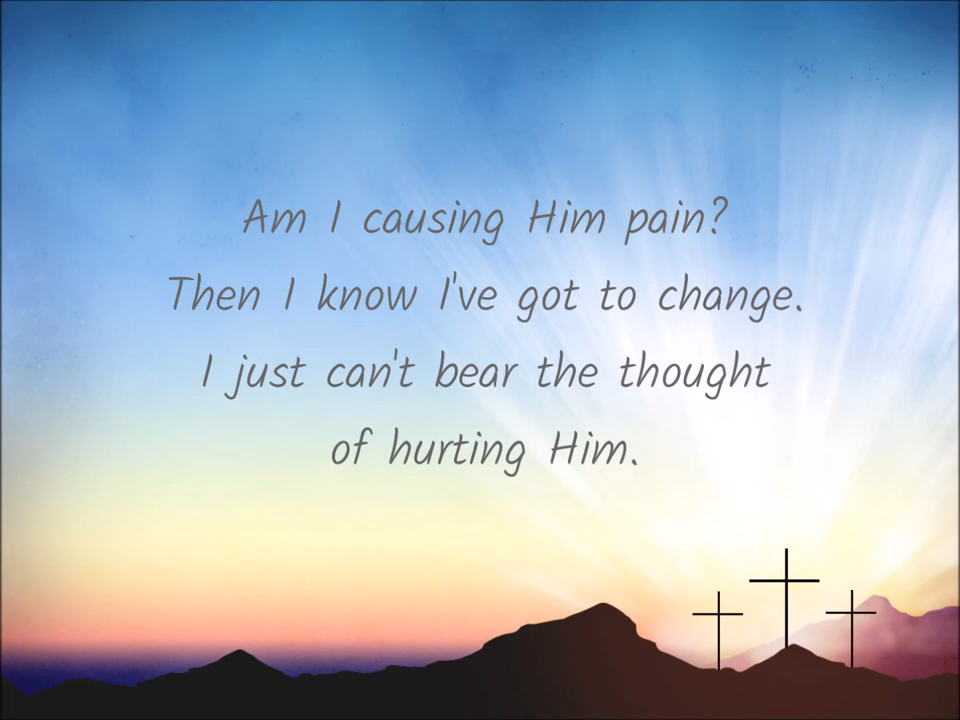 Am I causing Him pain?
Then I know I've got to change.
I just can't bear the thought
of hurting Him.